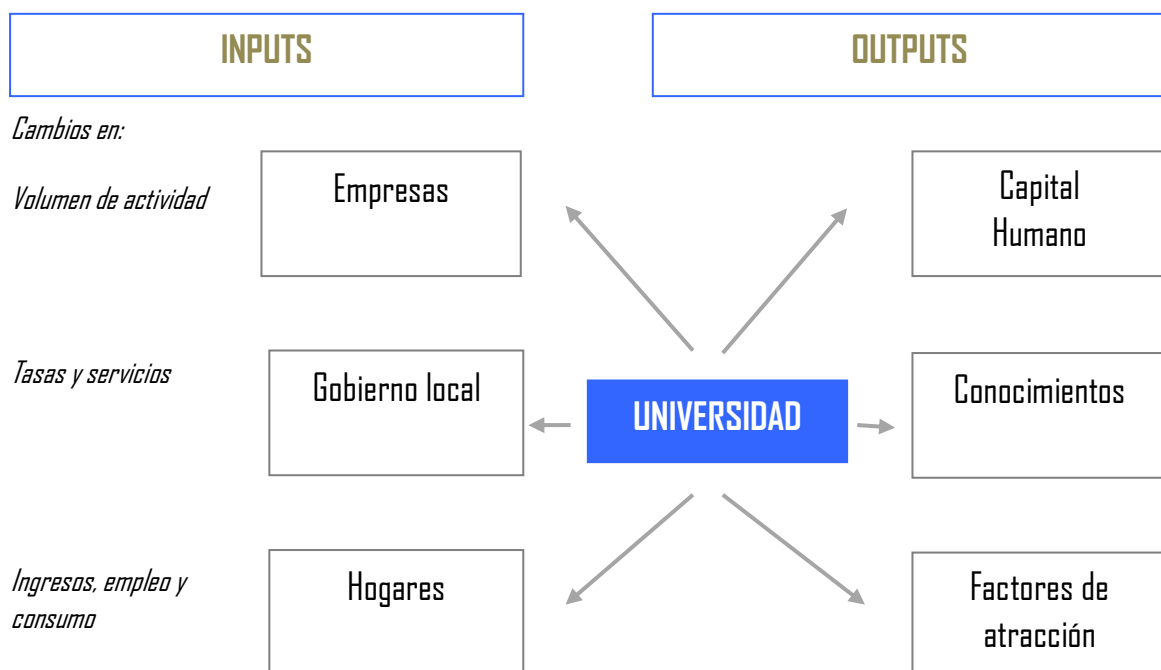 INPUTS
OUTPUTS
Cambios en:
Volumen de actividad
Empresas
Capital
Humano
Tasas y servicios
Gobierno local
UNIVERSIDAD
Conocimientos
Ingresos, empleo y
consumo
Hogares
Factores de
atracción